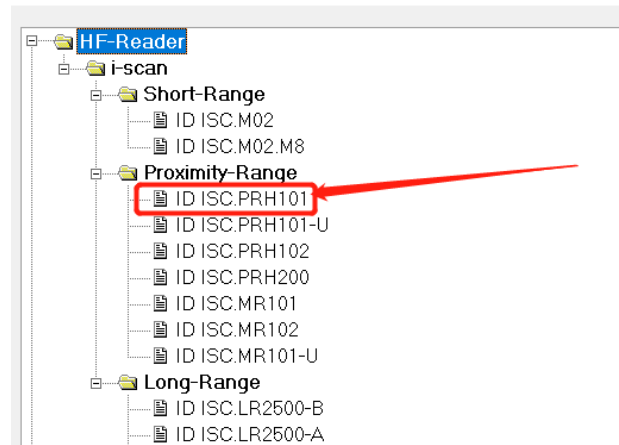 HF-Reader
i-scan
Short-Range
ID ISC.M02
ID ISC.M02.M8
Proximity-Range
ID ISC.PRH101
ID ISC.PRH101-U
ID ISC.PRH102
ID ISC.PRH200
ID ISC.MR101
ID ISC.MR102
ID ISC.MR101-U
Long-Range
ID ISC.LR2500-B
ID ISC.LR2500-A